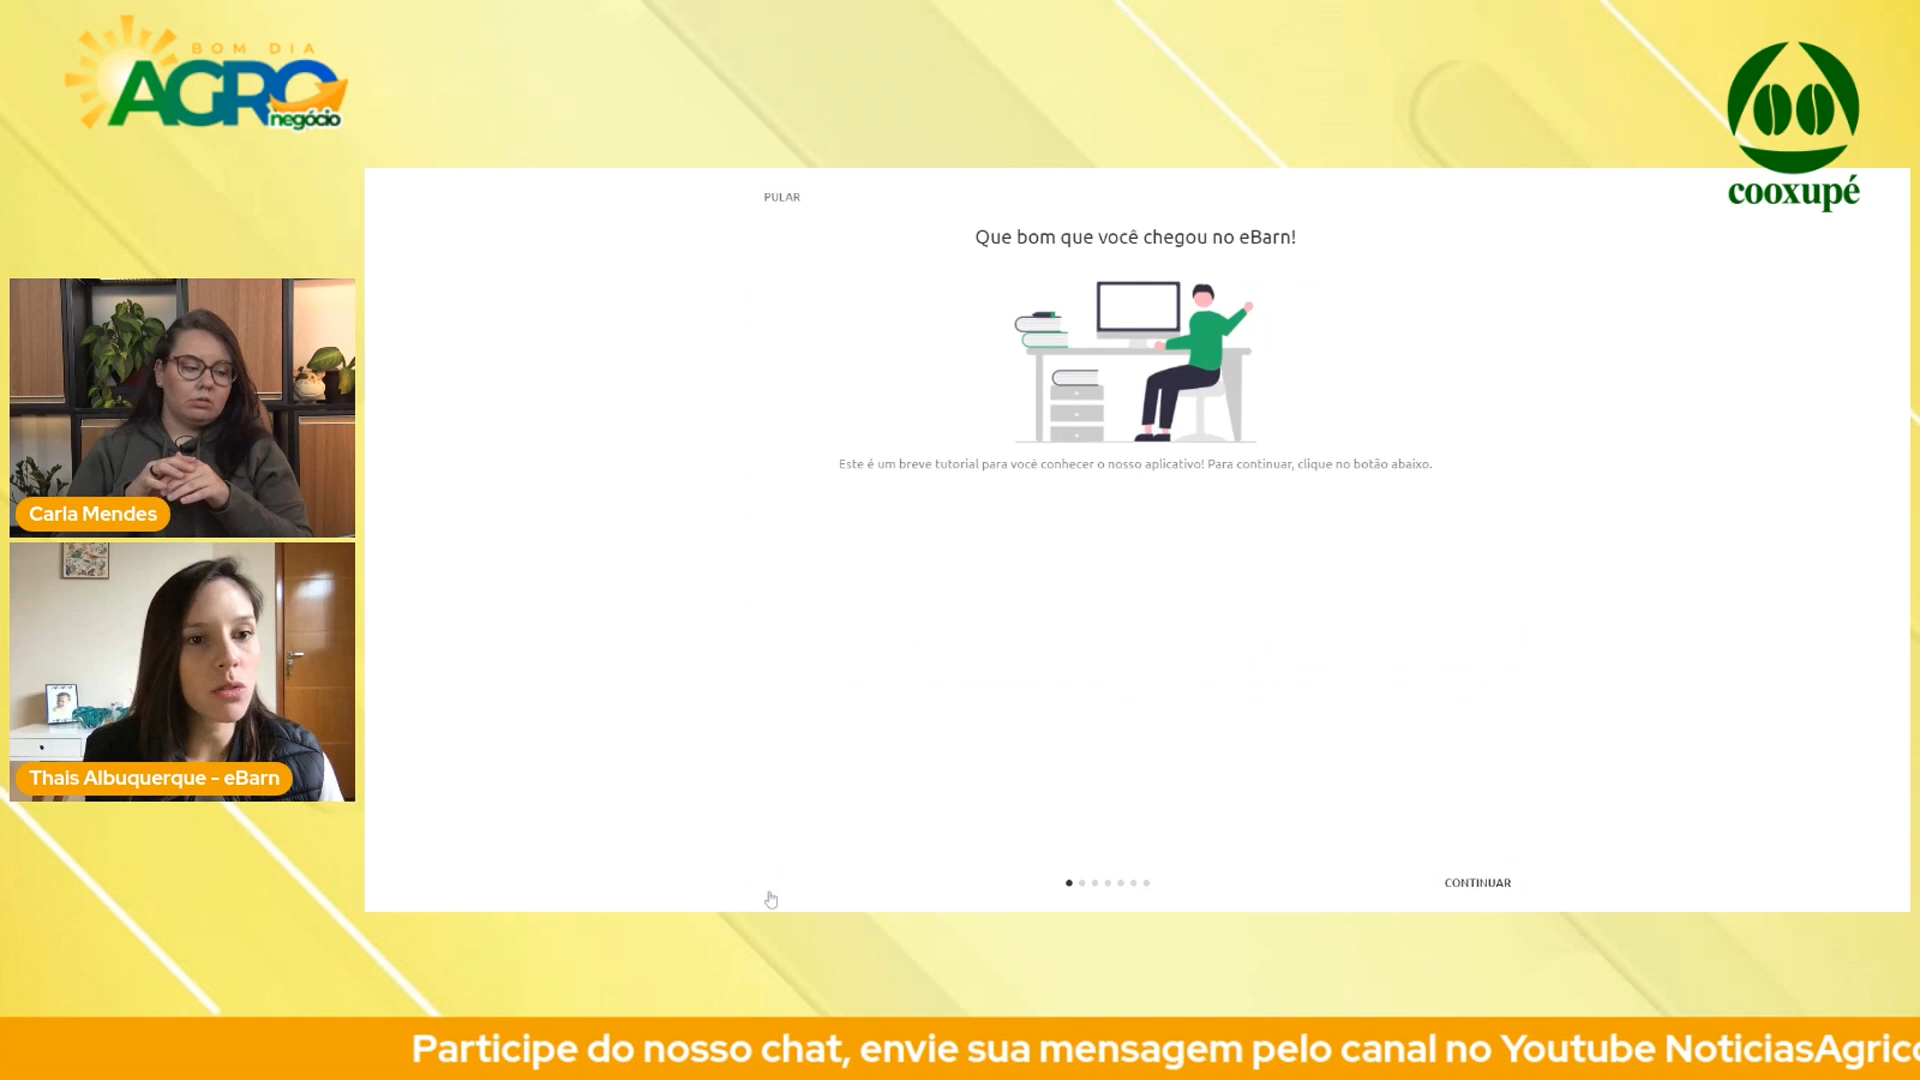 BOM DIA
AGRO
negócio
cooxupé
PULAR
Que bom que você chegou no eBarn!
Este é um breve tutorial para você conhecer o nosso aplicativo! Para continuar, clique no botão abaixo.
Carla Mendes
Thais Albuquerque - eBarn
CONTINUAR
Participe do nosso chat, envie sua mensagem pelo canal no Youtube NoticiasAgrico